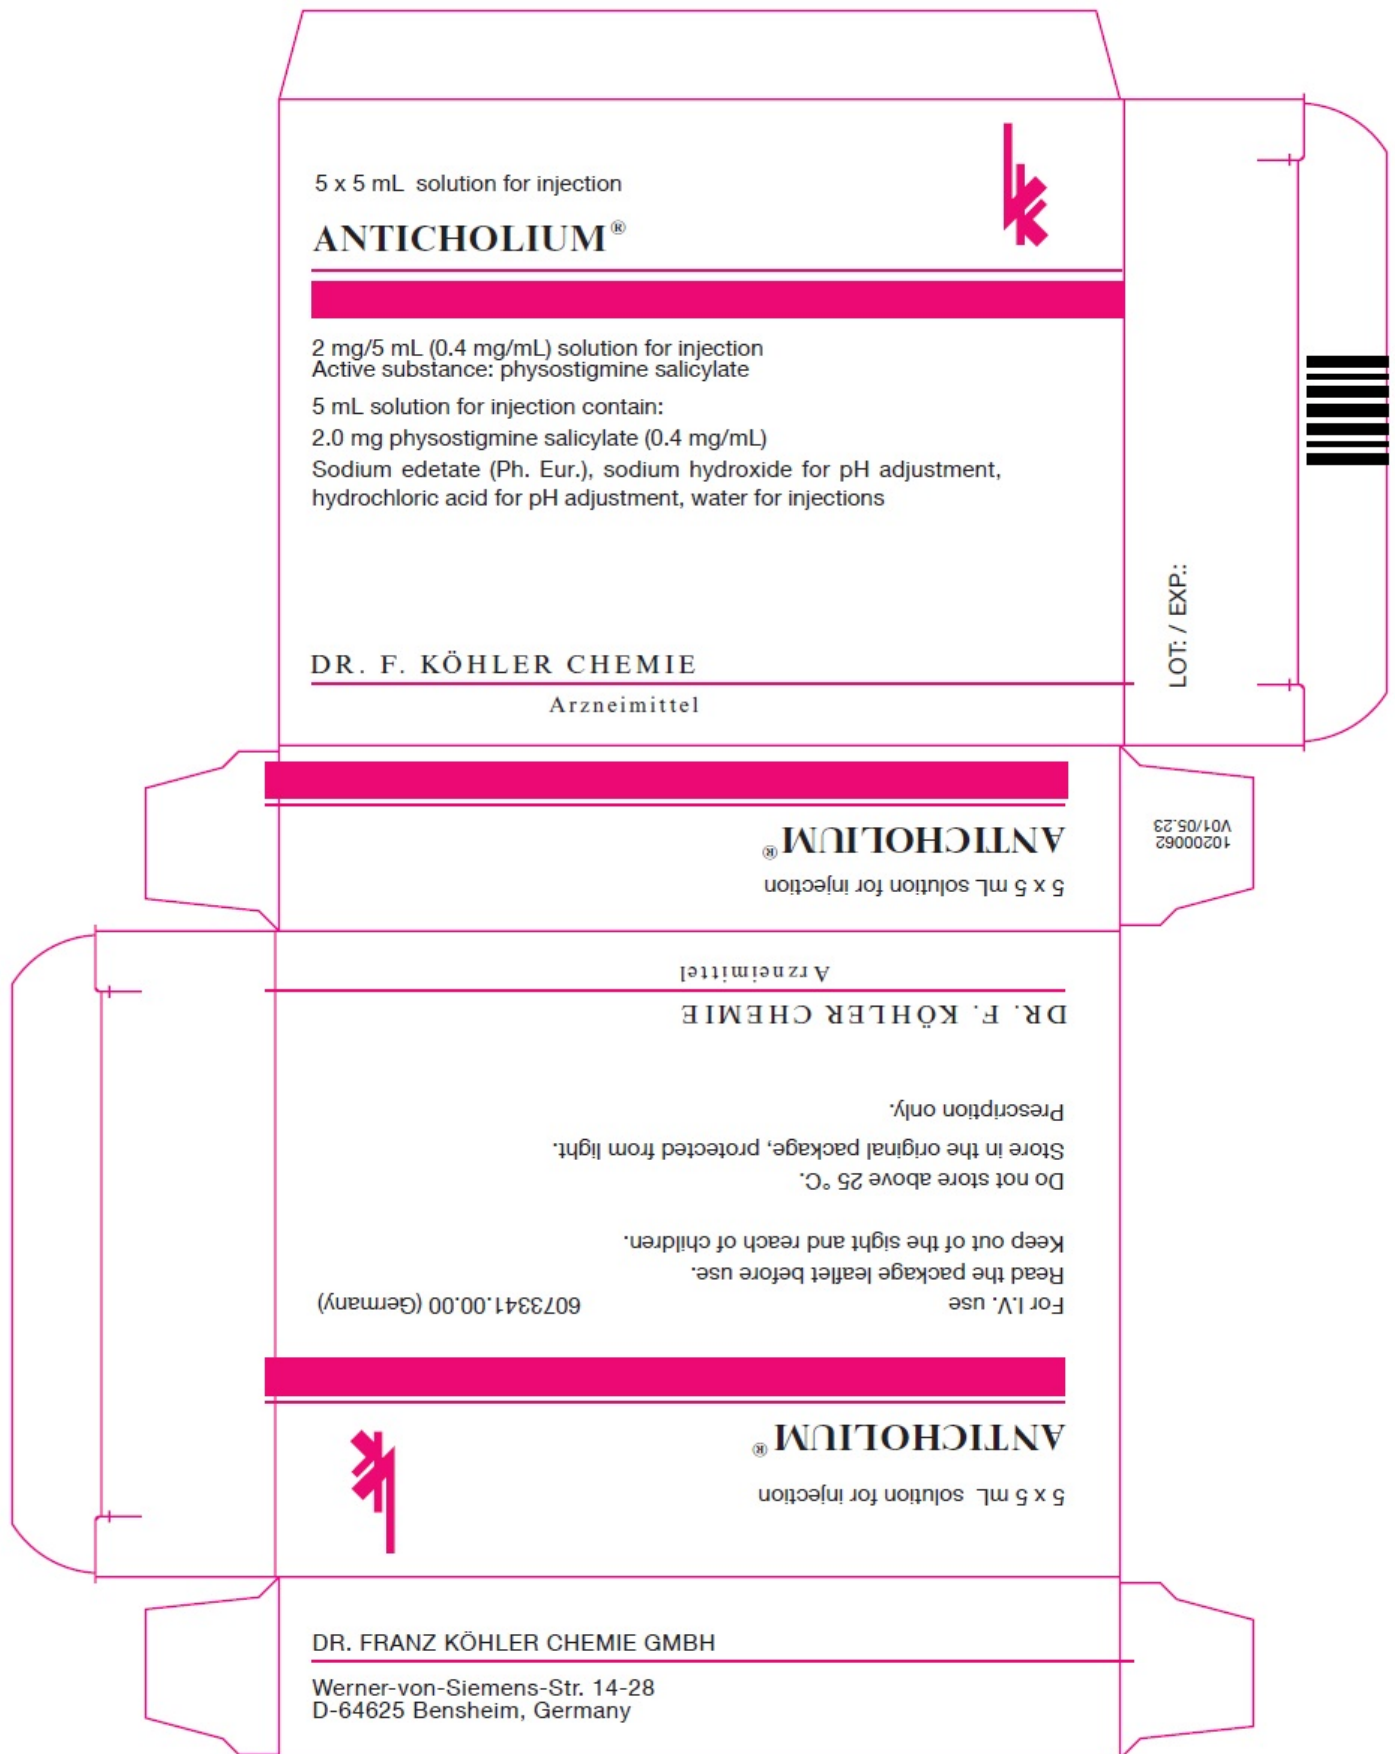 5 x 5 mL solution for injection
ANTICHOLIUM®
2 mg/5 mL (0.4 mg/mL) solution for injection
Active substance: physostigmine salicylate
5 mL solution for injection contain:
2.0 mg physostigmine salicylate (0.4 mg/mL)
Sodium edetate (Ph. Eur.), sodium hydroxide for pH adjustment,
hydrochloric acid for pH adjustment, water for injections
DR. F. KÖHLER CHEMIE
Arzneimittel
LOT: / EXP.:
5 x 5 mL solution for injection
ANTICHOLIUM®
10200062
V01/05.23
5 x 5 mL solution for injection
ANTICHOLIUM®
For I.V. use 6073341.00.00 (Germany)
Read the package leaflet before use.
Keep out of the sight and reach of children.
Do not store above 25 °C.
Store in the original package, protected from light.
Prescription only.
DR. F. KÖHLER CHEMIE
Arzneimittel
DR. FRANZ KÖHLER CHEMIE GMBH
Werner-von-Siemens-Str. 14-28
D-64625 Bensheim, Germany